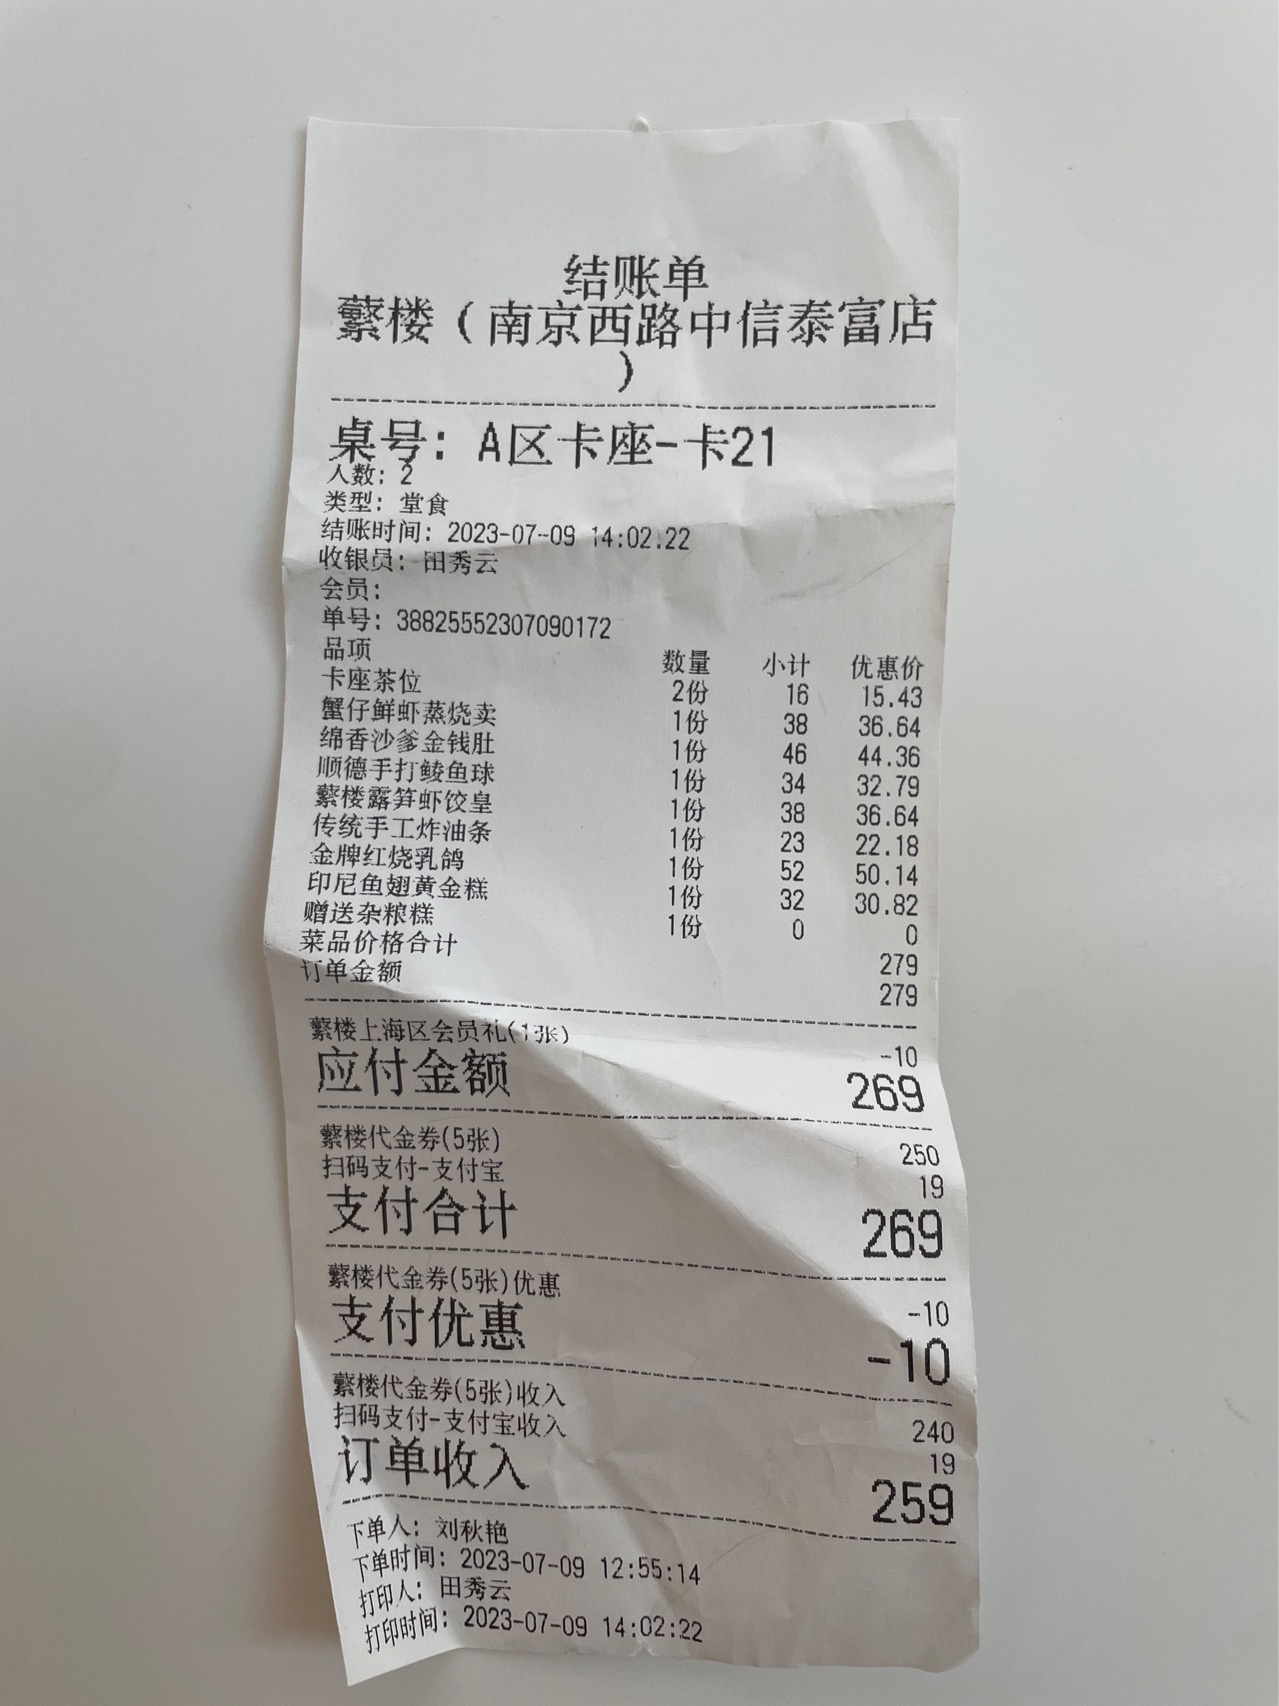 结账单
蘩楼（南京西路中信泰富店
）
桌号：A区卡座-卡21
人数：2
类型：堂食
结账时间：2023-07-09 14:02:22
收银员：田秀云
会员：
单号：388255552307090172
品项 数量 小计 优惠价
卡座茶位 2份 16 15.43
蟹仔鲜虾蒸烧卖 1份 38 36.64
绵香沙爹金钱肚 1份 46 44.36
顺德手打鲮鱼球 1份 34 32.79
蘩楼露笋虾饺皇 1份 38 36.64
传统手工炸油条 1份 23 22.18
金牌红烧乳鸽 1份 52 50.14
印尼鱼翅黄金糕 1份 32 30.82
赠送杂粮糕 1份 0 0
菜品价格合计 279
订单金额 279
蘩楼上海区会员礼(1张) -10
应付金额 269
蘩楼代金券(5张) 250
扫码支付-支付宝 19
支付合计 269
蘩楼代金券(5张)优惠 -10
支付优惠 -10
蘩楼代金券(5张)收入 240
扫码支付-支付宝收入 19
订单收入 259
下单人：刘秋艳
下单时间：2023-07-09 12:55:14
打印人：田秀云
打印时间：2023-07-09 14:02:22